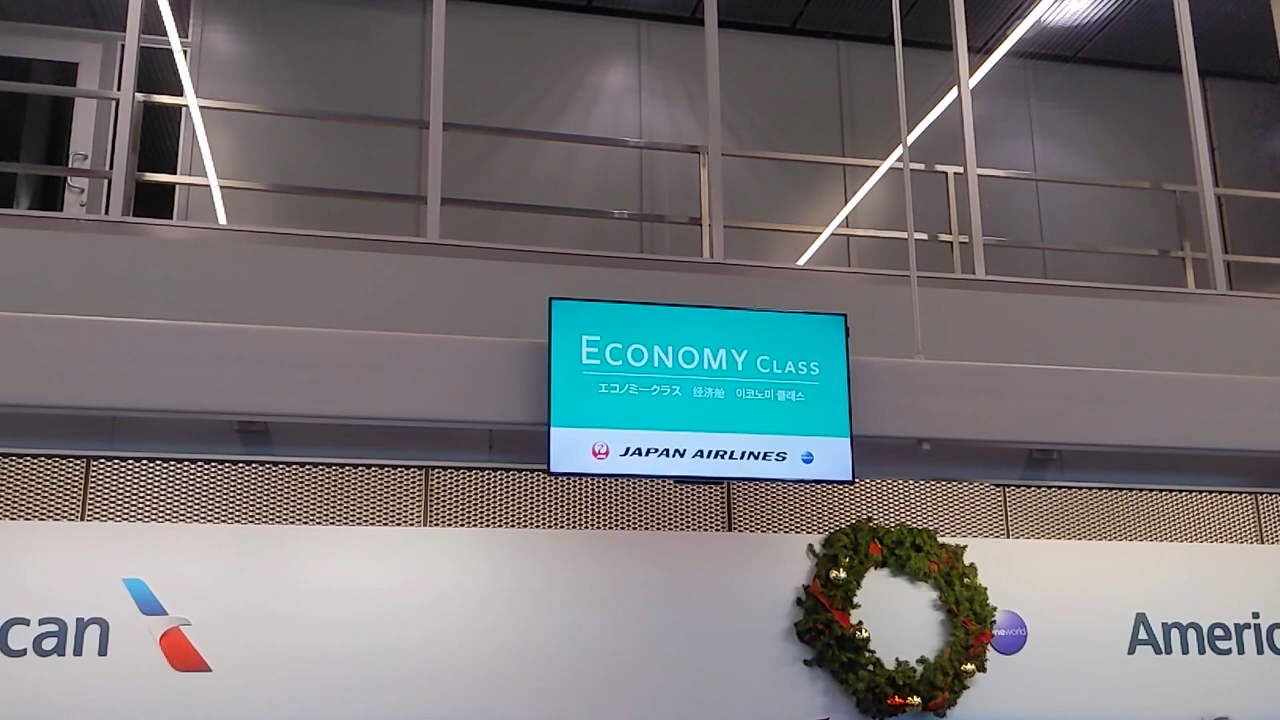 ECONOMY CLASS
エコノミークラス 经济舱 이코노미 클래스
JAPAN AIRLINES
can
oneworld
Americ